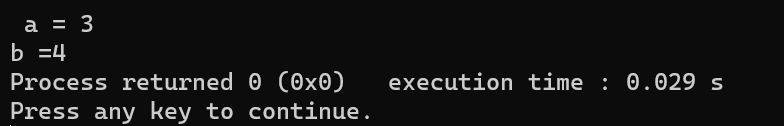 a = 3
b =4
Process returned 0 (0x0)   execution time : 0.029 s
Press any key to continue.